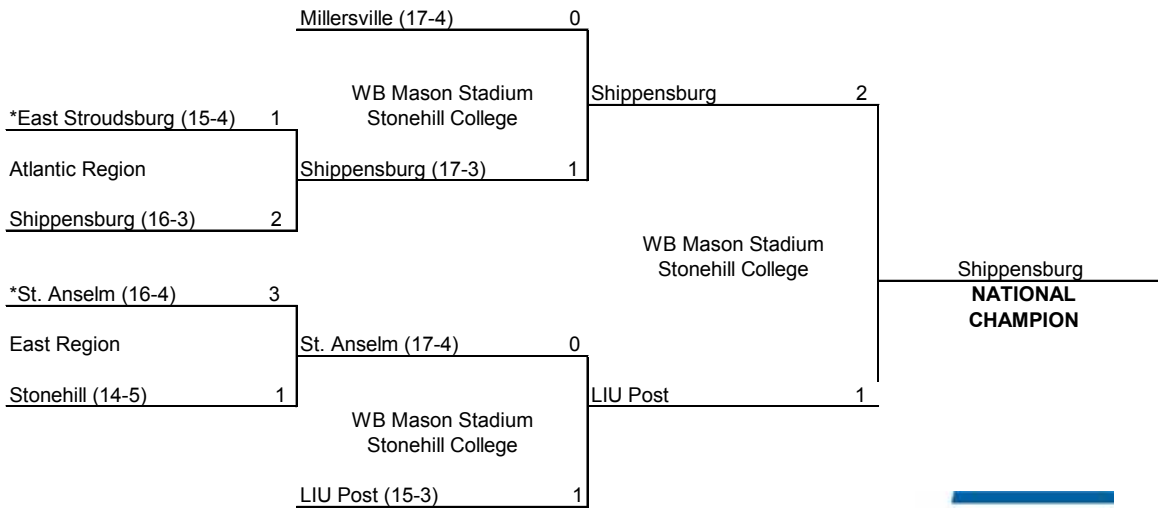 Millersville (17-4) 0
WB Mason Stadium
Stonehill College
Shippensburg 2
*East Stroudsburg (15-4) 1
Atlantic Region
Shippensburg (17-3) 1
Shippensburg (16-3) 2
WB Mason Stadium
Stonehill College
Shippensburg
NATIONAL
CHAMPION
*St. Anselm (16-4) 3
East Region
St. Anselm (17-4) 0
Stonehill (14-5) 1
LIU Post 1
WB Mason Stadium
Stonehill College
LIU Post (15-3) 1